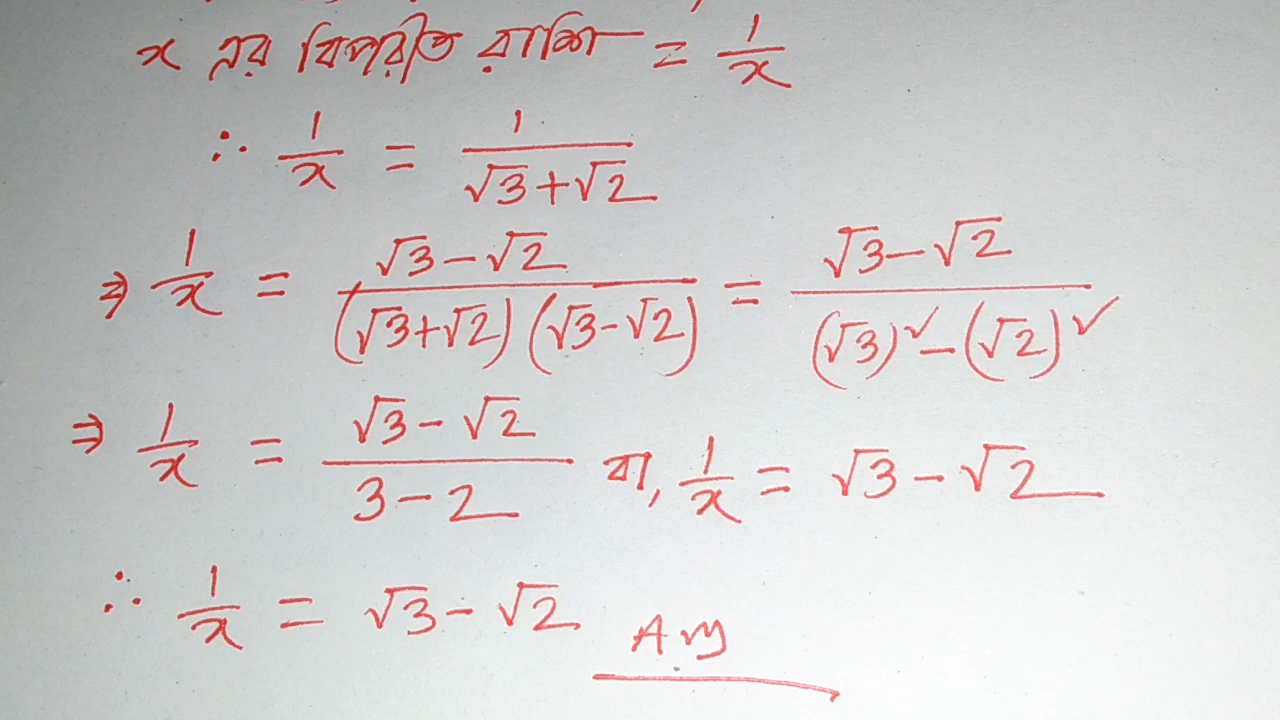 x এর বিপরীত রাশি = 1/x
∴ 1/x = 1/(√3+√2)
⇒ 1/x = (√3-√2)/((√3+√2)(√3-√2)) = (√3-√2)/((√3)² - (√2)²)
⇒ 1/x = (√3-√2)/(3-2) বা, 1/x = √3-√2
∴ 1/x = √3-√2 Ans